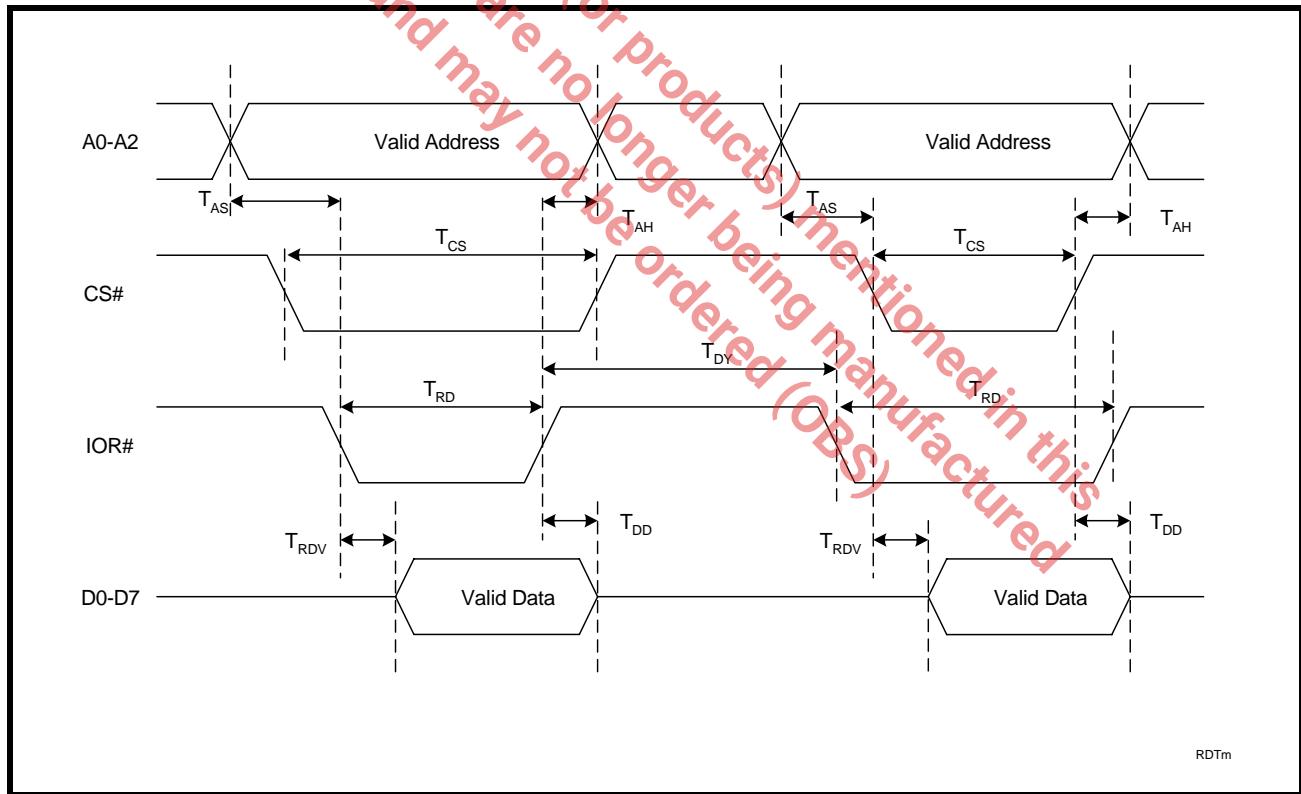 (or products) mentioned in this
are no longer being manufactured
and may not be ordered (OBS)
A0-A2
Valid Address
Valid Address
TAS
TAH
TAS
TAH
TCS
TCS
CS#
TDY
TRD
TRD
IOR#
TRDV
TDD
TRDV
TDD
D0-D7
Valid Data
Valid Data
RDTm